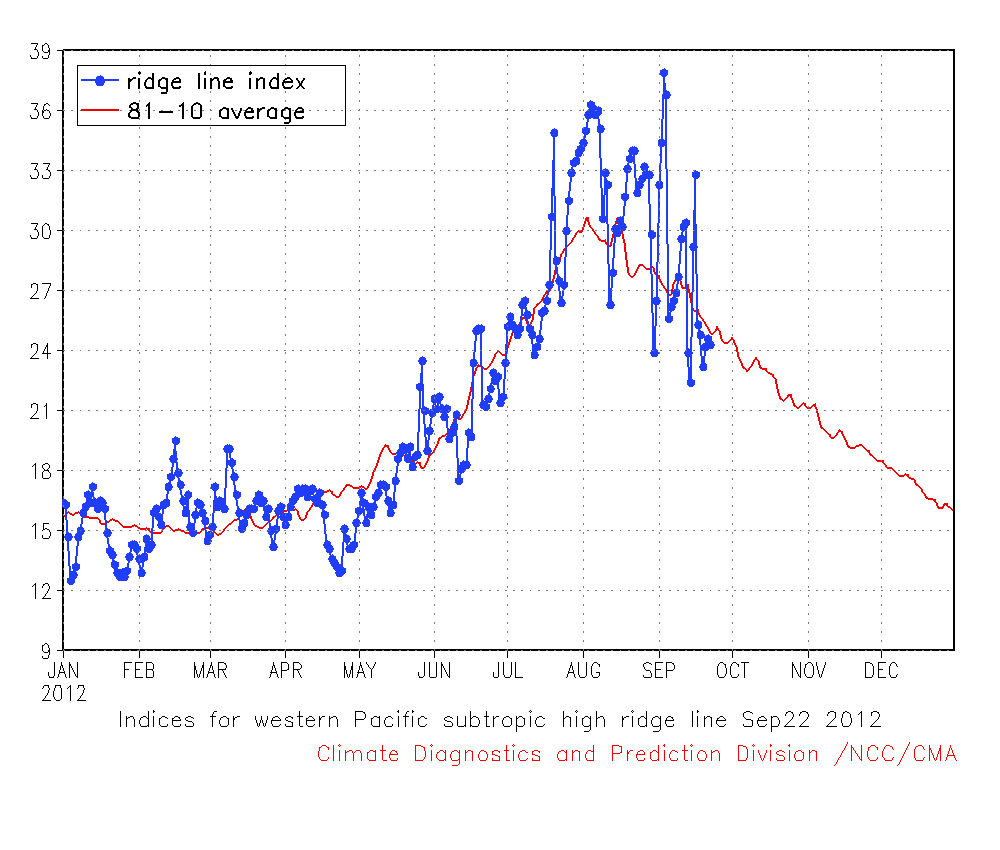 39
ridge line index
81-10 average
36
33
30
27
24
21
18
15
12
9
JAN FEB MAR APR MAY JUN JUL AUG SEP OCT NOV DEC
2012
Indices for western Pacific subtropic high ridge line Sep22 2012
Climate Diagnostics and Prediction Division /NCC/CMA